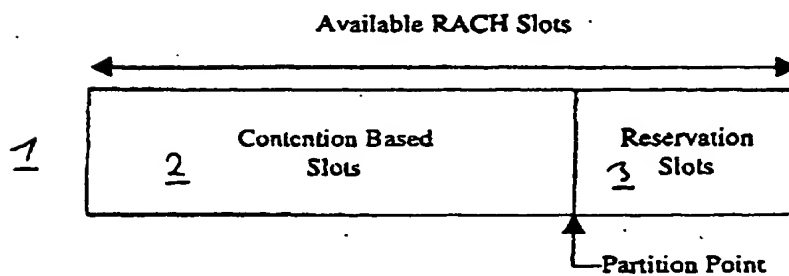 Available RACH Slots
1
Contention Based
Slots
2
Reservation
Slots
3
Partition Point